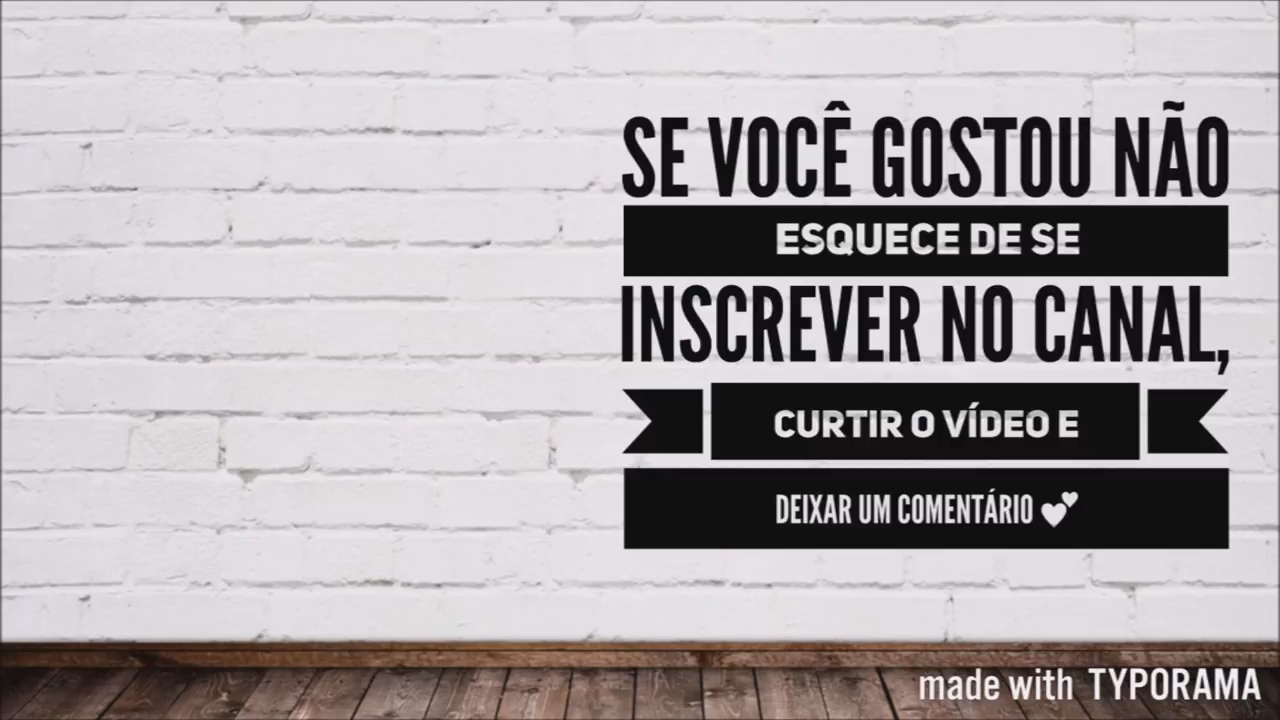 SE VOCÊ GOSTOU NÃO
ESQUECE DE SE
INSCREVER NO CANAL,
CURTIR O VÍDEO E
DEIXAR UM COMENTÁRIO 💕
made with TYPORAMA